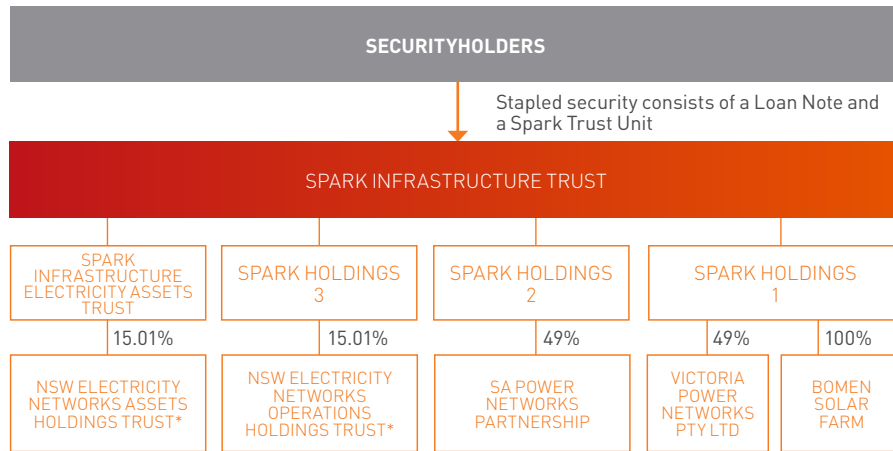 SECURITYHOLDERS
Stapled security consists of a Loan Note and
a Spark Trust Unit
SPARK INFRASTRUCTURE TRUST
SPARK
INFRASTRUCTURE
ELECTRICITY ASSETS
TRUST
SPARK HOLDINGS
3
SPARK HOLDINGS
2
SPARK HOLDINGS
1
15.01%
15.01%
49%
49%
100%
NSW ELECTRICITY
NETWORKS ASSETS
HOLDINGS TRUST*
NSW ELECTRICITY
NETWORKS
OPERATIONS
HOLDINGS TRUST*
SA POWER
NETWORKS
PARTNERSHIP
VICTORIA
POWER
NETWORKS
PTY LTD
BOMEN
SOLAR
FARM